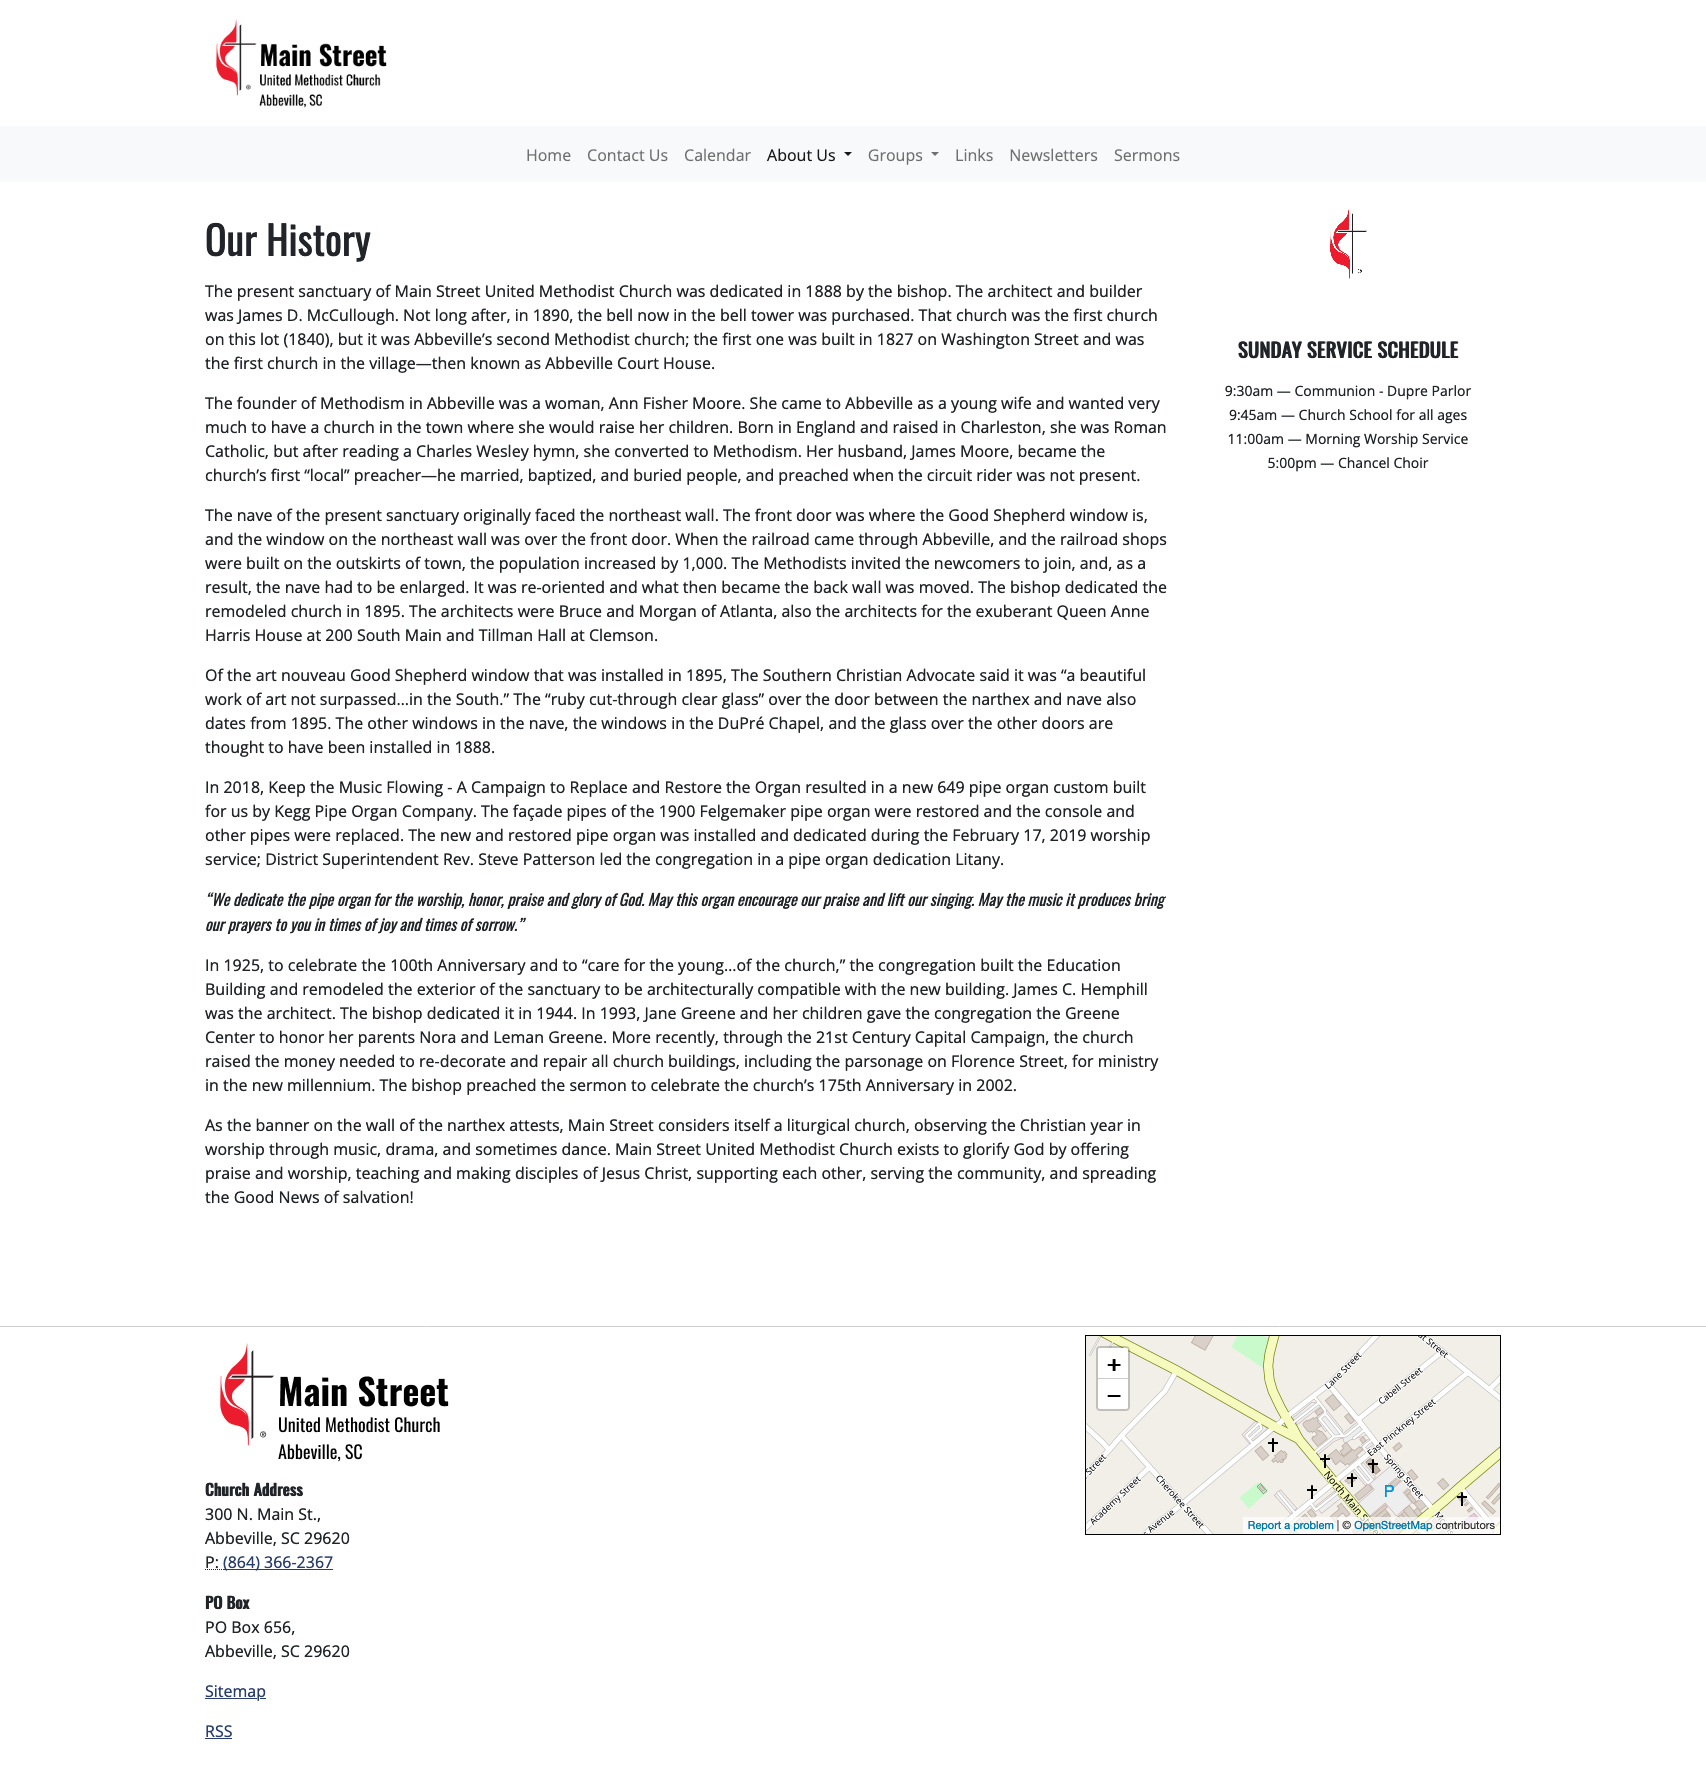 Main Street
United Methodist Church
Abbeville, SC
Home Contact Us Calendar About Us Groups Links Newsletters Sermons
Our History
The present sanctuary of Main Street United Methodist Church was dedicated in 1888 by the bishop. The architect and builder
was James D. McCullough. Not long after, in 1890, the bell now in the bell tower was purchased. That church was the first church
on this lot (1840), but it was Abbeville’s second Methodist church; the first one was built in 1827 on Washington Street and was
the first church in the village—then known as Abbeville Court House.
The founder of Methodism in Abbeville was a woman, Ann Fisher Moore. She came to Abbeville as a young wife and wanted very
much to have a church in the town where she would raise her children. Born in England and raised in Charleston, she was Roman
Catholic, but after reading a Charles Wesley hymn, she converted to Methodism. Her husband, James Moore, became the
church’s first “local” preacher—he married, baptized, and buried people, and preached when the circuit rider was not present.
The nave of the present sanctuary originally faced the northeast wall. The front door was where the Good Shepherd window is,
and the window on the northeast wall was over the front door. When the railroad came through Abbeville, and the railroad shops
were built on the outskirts of town, the population increased by 1,000. The Methodists invited the newcomers to join, and, as a
result, the nave had to be enlarged. It was re-oriented and what then became the back wall was moved. The bishop dedicated the
remodeled church in 1895. The architects were Bruce and Morgan of Atlanta, also the architects for the exuberant Queen Anne
Harris House at 200 South Main and Tillman Hall at Clemson.
Of the art nouveau Good Shepherd window that was installed in 1895, The Southern Christian Advocate said it was “a beautiful
work of art not surpassed…in the South.” The “ruby cut-through clear glass” over the door between the narthex and nave also
dates from 1895. The other windows in the nave, the windows in the DuPré Chapel, and the glass over the other doors are
thought to have been installed in 1888.
In 2018, Keep the Music Flowing - A Campaign to Replace and Restore the Organ resulted in a new 649 pipe organ custom built
for us by Kegg Pipe Organ Company. The façade pipes of the 1900 Felgemaker pipe organ were restored and the console and
other pipes were replaced. The new and restored pipe organ was installed and dedicated during the February 17, 2019 worship
service; District Superintendent Rev. Steve Patterson led the congregation in a pipe organ dedication Litany.
“We dedicate the pipe organ for the worship, honor, praise and glory of God. May this organ encourage our praise and lift our singing. May the music it produces bring
our prayers to you in times of joy and times of sorrow.”
In 1925, to celebrate the 100th Anniversary and to “care for the young…of the church,” the congregation built the Education
Building and remodeled the exterior of the sanctuary to be architecturally compatible with the new building. James C. Hemphill
was the architect. The bishop dedicated it in 1944. In 1993, Jane Greene and her children gave the congregation the Greene
Center to honor her parents Nora and Leman Greene. More recently, through the 21st Century Capital Campaign, the church
raised the money needed to re-decorate and repair all church buildings, including the parsonage on Florence Street, for ministry
in the new millennium. The bishop preached the sermon to celebrate the church’s 175th Anniversary in 2002.
As the banner on the wall of the narthex attests, Main Street considers itself a liturgical church, observing the Christian year in
worship through music, drama, and sometimes dance. Main Street United Methodist Church exists to glorify God by offering
praise and worship, teaching and making disciples of Jesus Christ, supporting each other, serving the community, and spreading
the Good News of salvation!
SUNDAY SERVICE SCHEDULE
9:30am — Communion - Dupre Parlor
9:45am — Church School for all ages
11:00am — Morning Worship Service
5:00pm — Chancel Choir
Main Street
United Methodist Church
Abbeville, SC
Church Address
300 N. Main St.,
Abbeville, SC 29620
P: (864) 366-2367
PO Box
PO Box 656,
Abbeville, SC 29620
Sitemap
RSS
+
−
Street
Lane Street
Cabell Street
East Pinckney Street
Spring Street
North Main
P
Street
Academy Street
Cherokee Street
Avenue
Report a problem | © OpenStreetMap contributors